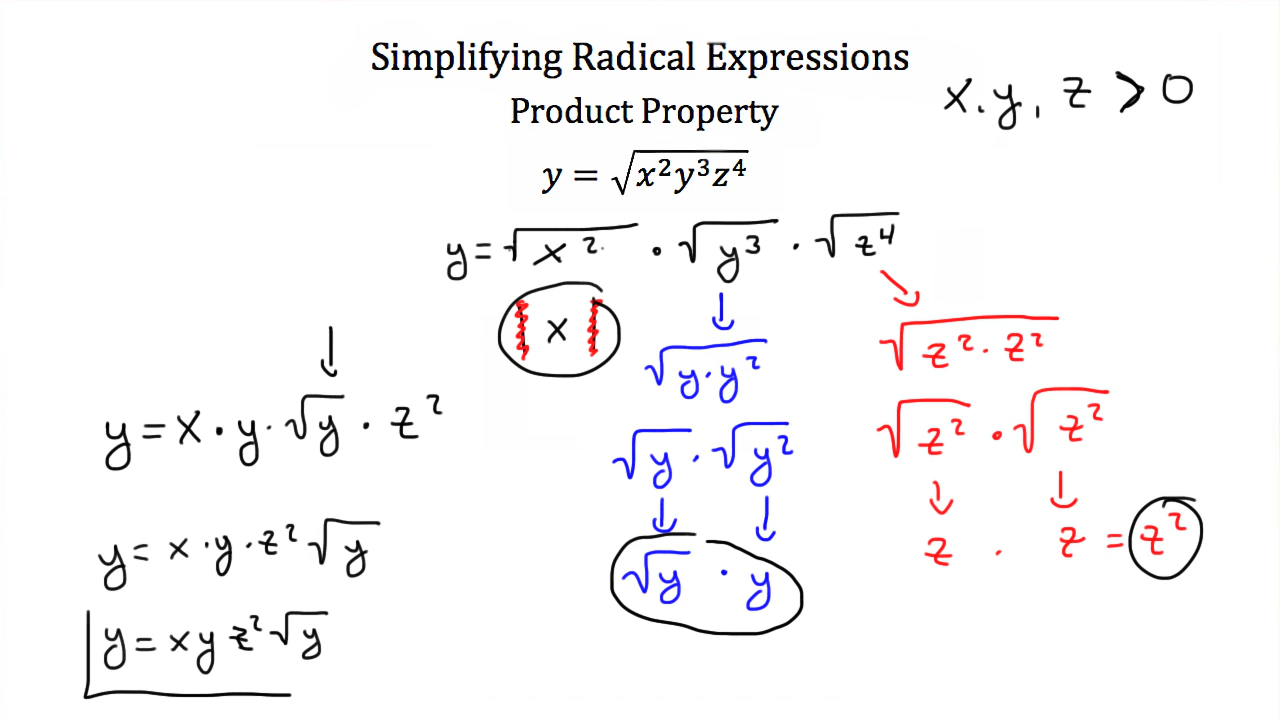 Simplifying Radical Expressions
Product Property
x, y, z > 0
y = √(x²y³z⁴)
y = √(x²) · √(y³) · √(z⁴)
|x|
√(y · y²)
√(y) · √(y²)
√y · y
√(z² · z²)
√(z²) · √(z²)
z · z = z²
y = x · y · √y · z²
y = x · y · z² √y
y = x y z² √y